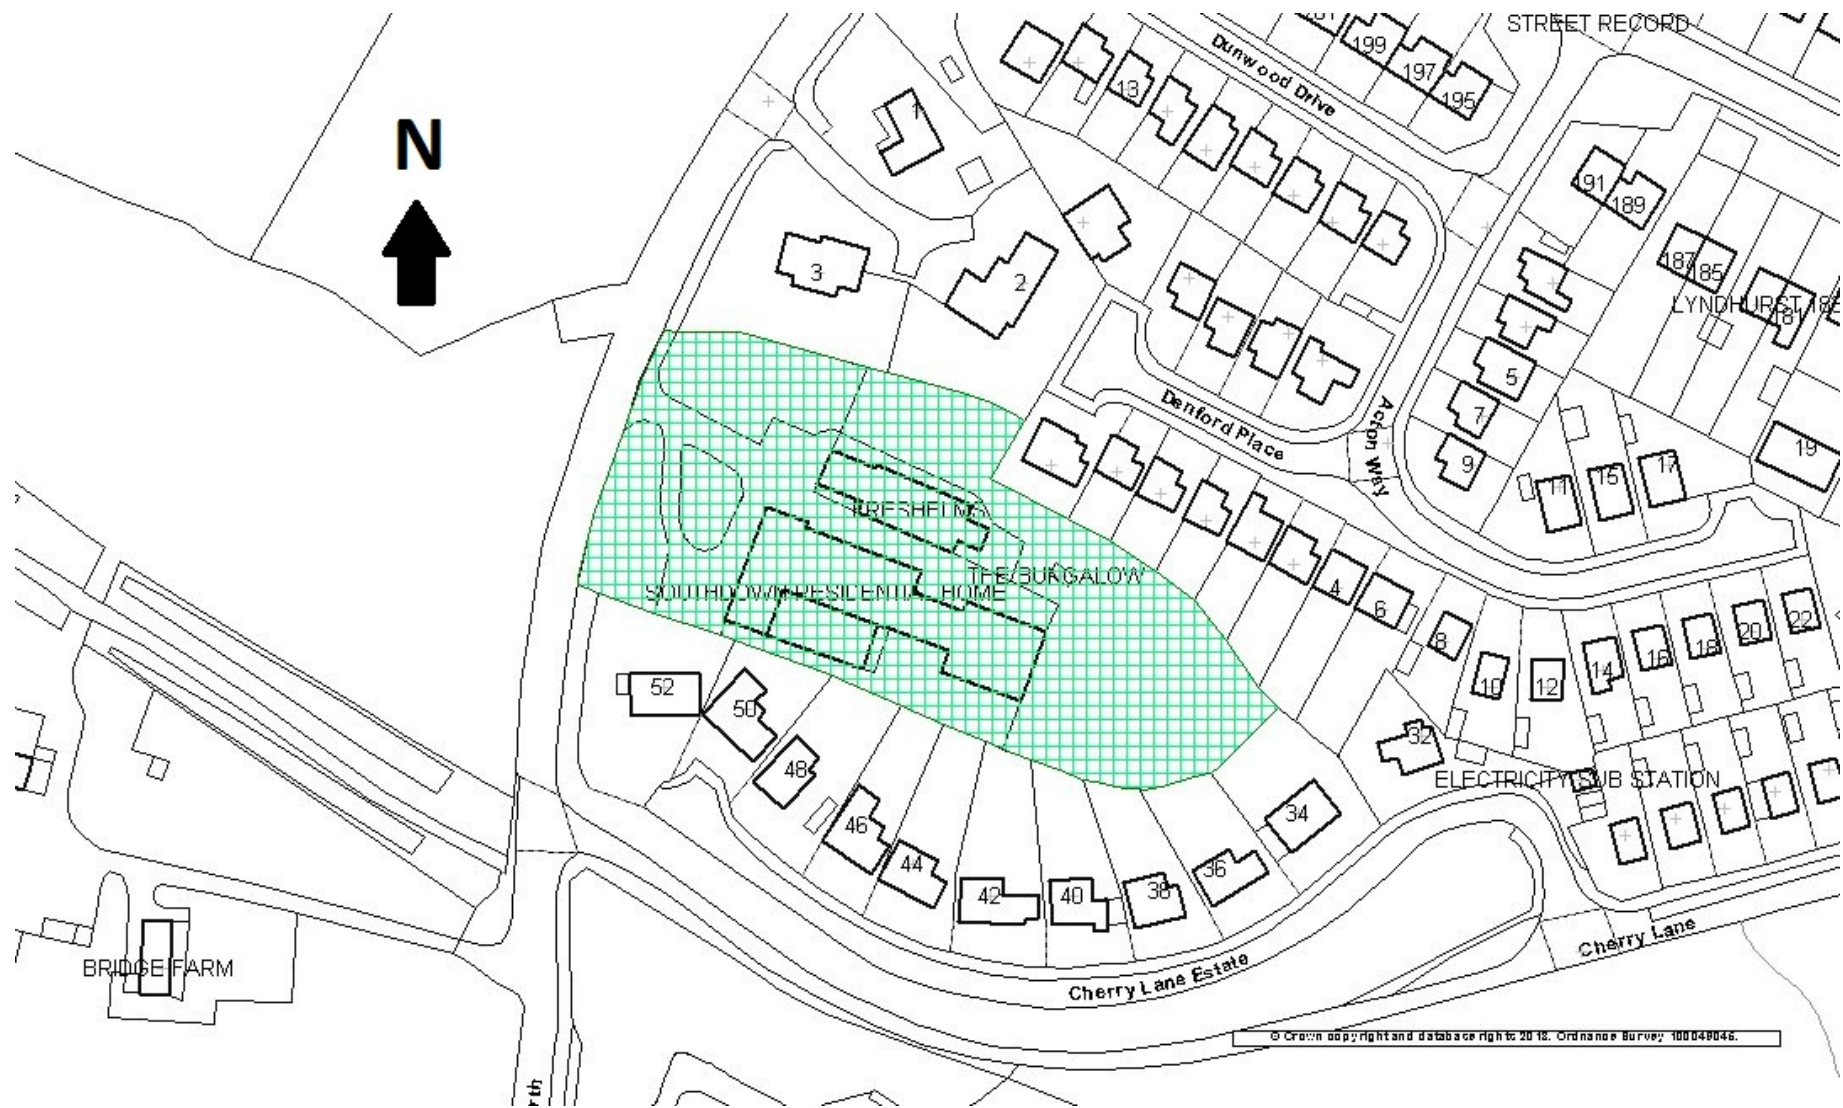 STREET RECORD
199
197
195
Dunwood Drive
13
1
N
191
189
3
2
187
185
LYNDHURST
181
5
Denford Place
Acton Way
7
9
19
11
15
17
THE BUNGALOW
SOUTHDOWN RESIDENTIAL HOME
4
6
8
10
12
14
16
18
20
22
52
50
32
48
ELECTRICITY SUB STATION
46
34
44
36
42
40
38
Cherry Lane
BRIDGE FARM
Cherry Lane Estate
© Crown copyright and database rights 2018. Ordnance Survey 100049046.
rth